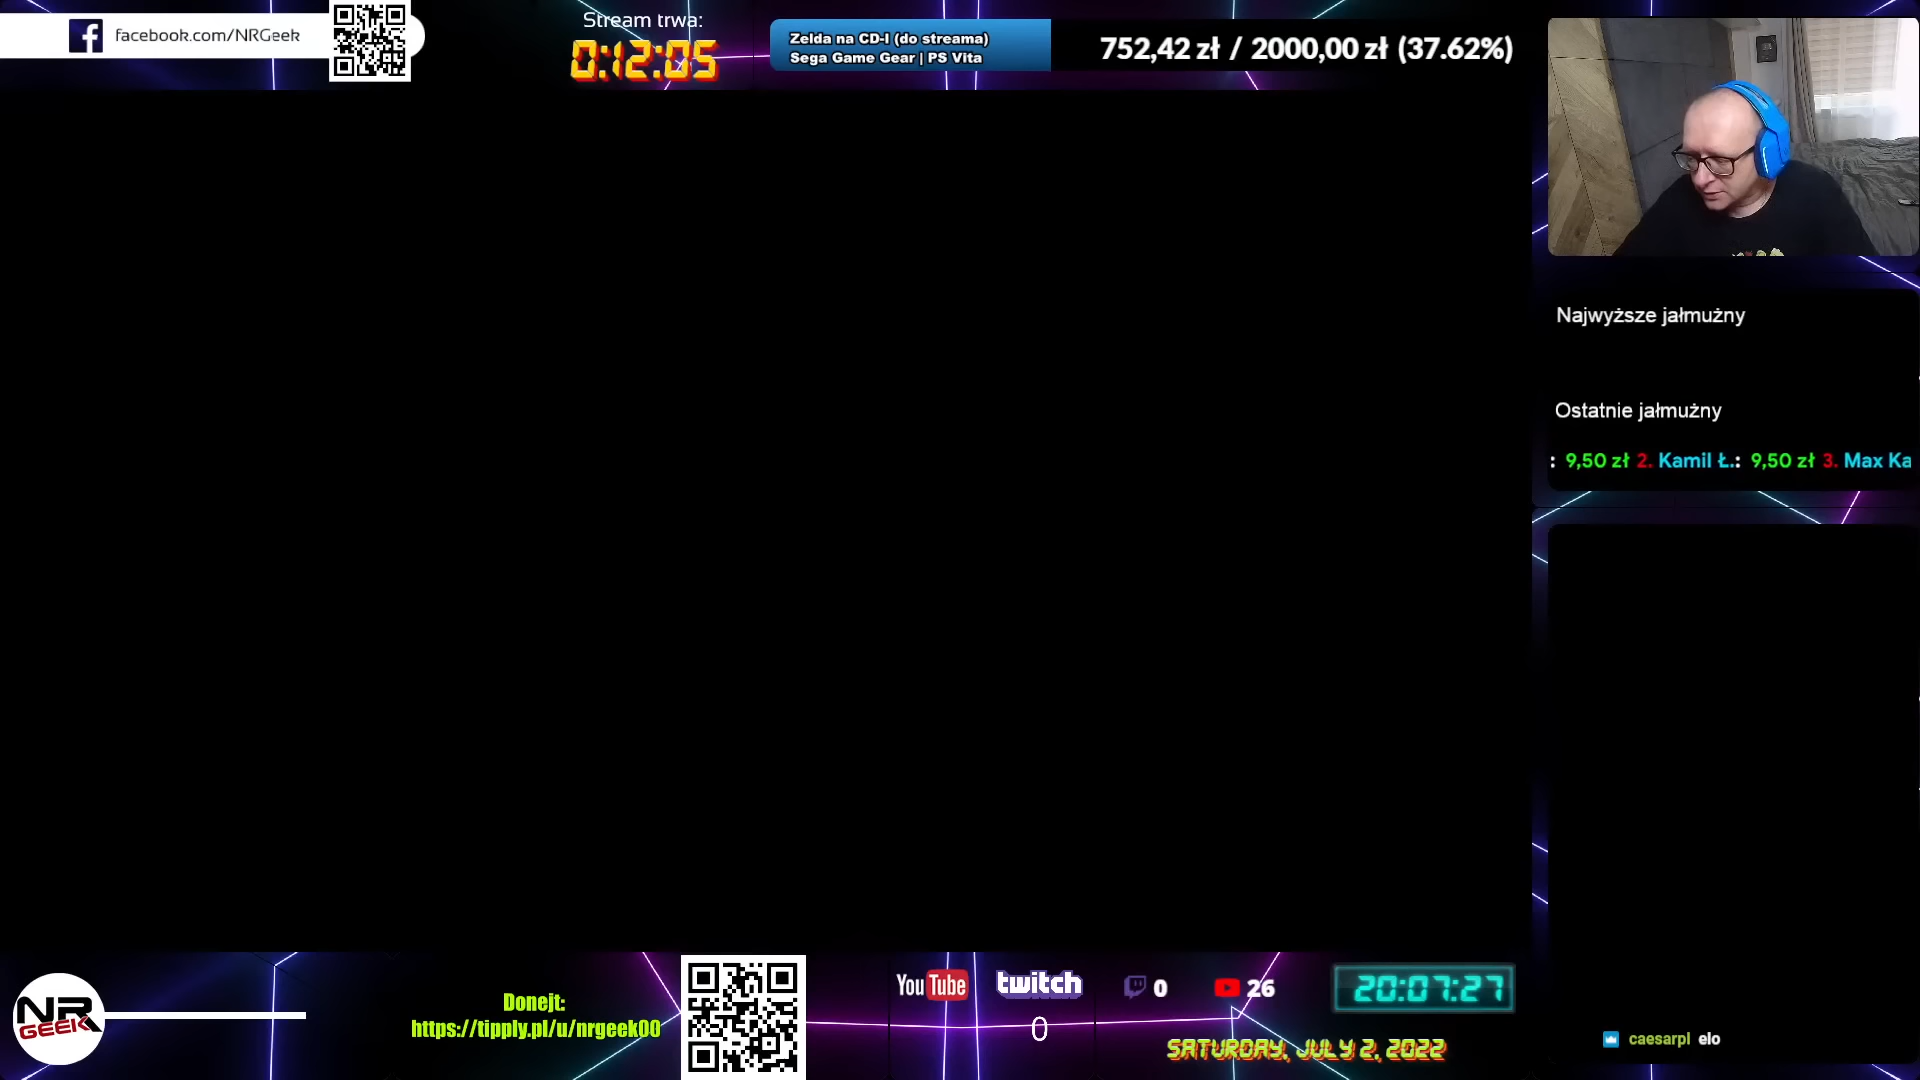 facebook.com/NRGeek
Stream trwa:
0:12:05
Zelda na CD-I (do streama)
Sega Game Gear | PS Vita
752,42 zł / 2000,00 zł (37.62%)
Najwyższe jałmużny
Ostatnie jałmużny
: 9,50 zł 2. Kamil Ł.: 9,50 zł 3. Max Ka
NR
GEEK
Donejt:
https://tipply.pl/u/nrgeek00
YouTube
twitch
0
26
0
20:07:27
SATURDAY, JULY 2, 2022
caesarpl elo